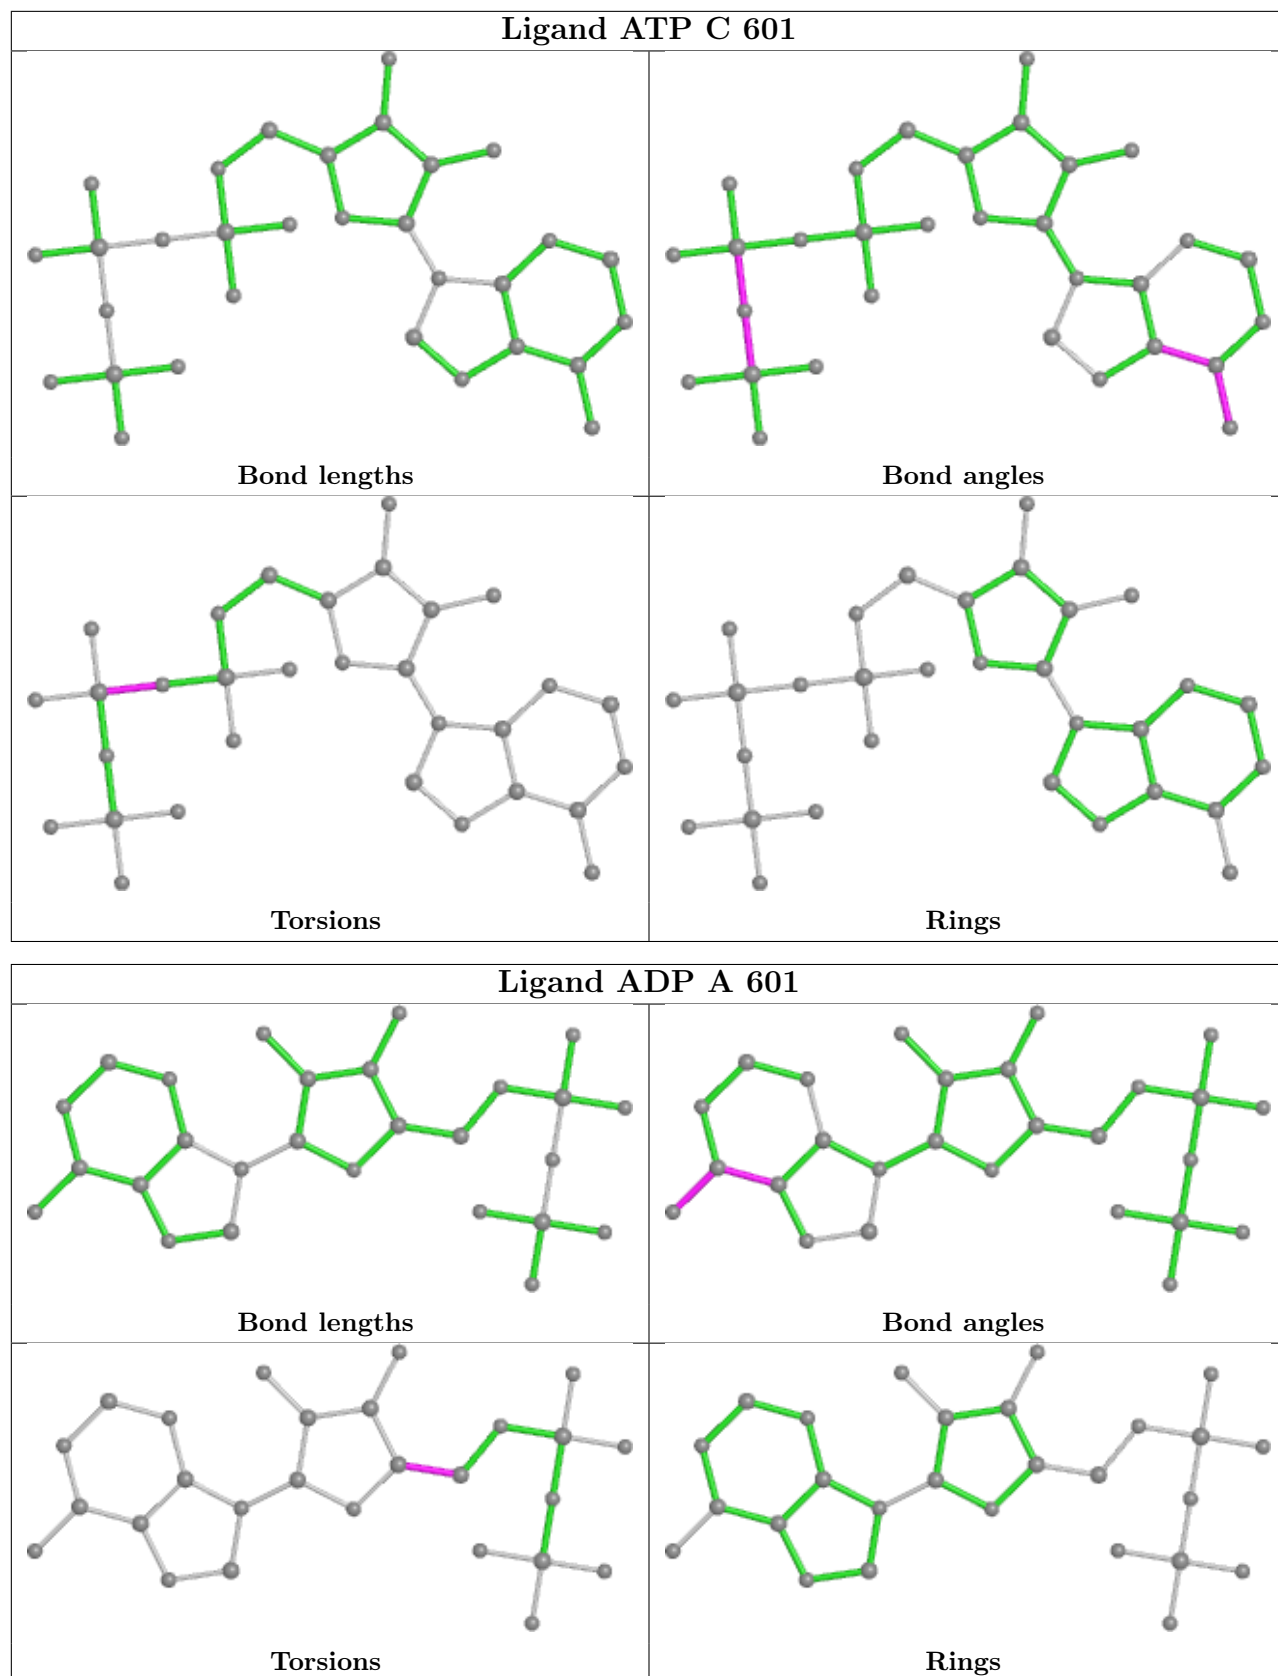 Ligand ATP C 601
Bond lengths
Bond angles
Torsions
Rings
Ligand ADP A 601
Bond lengths
Bond angles
Torsions
Rings